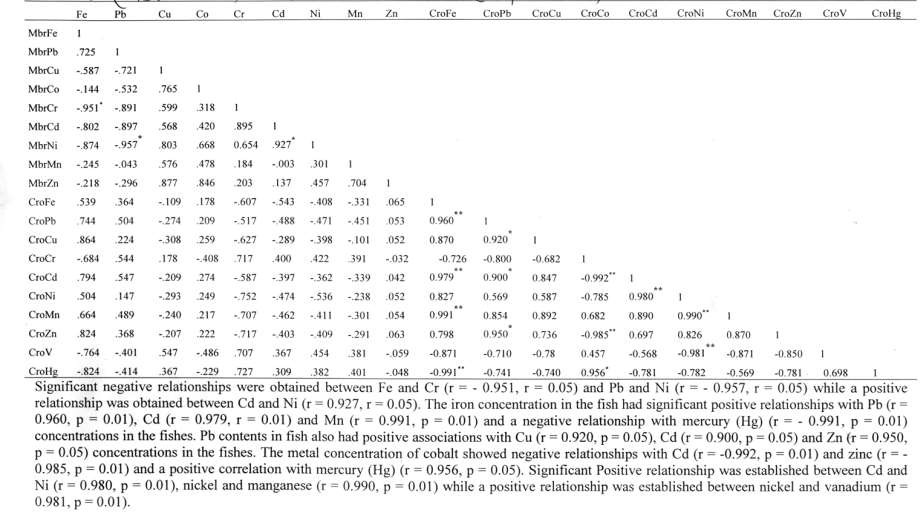 Fe Pb Cu Co Cr Cd Ni Mn Zn CroFe CroPb CroCu CroCo CroCd CroNi CroMn CroZn CroV CroHg
MbrFe 1
MbrPb .725 1
MbrCu -.587 -.721 1
MbrCo -.144 -.532 .765 1
MbrCr -.951* -.891 .599 .318 1
MbrCd -.802 -.897 .568 .420 .895 1
MbrNi -.874 -.957* .803 .668 0.654 .927* 1
MbrMn -.245 -.043 .576 .478 .184 -.003 .301 1
MbrZn -.218 -.296 .877 .846 .203 .137 .457 .704 1
CroFe .539 .364 -.109 .178 -.607 -.543 -.408 -.331 .065 1
CroPb .744 .504 -.274 .209 -.517 -.488 -.471 -.451 .053 0.960** 1
CroCu .864 .224 -.308 .259 -.627 -.289 -.398 -.101 .052 0.870 0.920* 1
CroCr -.684 .544 .178 -.408 .717 .400 .422 .391 -.032 -0.726 -0.800 -0.682 1
CroCd .794 .547 -.209 .274 -.587 -.397 -.362 -.339 .042 0.979** 0.900* 0.847 -0.992** 1
CroNi .504 .147 -.293 .249 -.752 -.474 -.536 -.238 .052 0.827 0.569 0.587 -0.785 0.980** 1
CroMn .664 .489 -.240 .217 -.707 -.462 -.411 -.301 .054 0.991** 0.854 0.892 0.682 0.890 0.990** 1
CroZn .824 .368 -.207 .222 -.717 -.403 -.409 -.291 .063 0.798 0.950* 0.736 -0.985** 0.697 0.826 0.870 1
CroV -.764 -.401 .547 -.486 .707 .367 .454 .381 -.059 -0.871 -0.710 -0.78 0.457 -0.568 -0.981** -0.871 -0.850 1
CroHg -.824 -.414 .367 -.229 .727 .309 .382 .401 -.048 -0.991** -0.741 -0.740 0.956* -0.781 -0.782 -0.569 -0.781 0.698 1
Significant negative relationships were obtained between Fe and Cr (r = - 0.951, r = 0.05) and Pb and Ni (r = - 0.957, r = 0.05) while a positive
relationship was obtained between Cd and Ni (r = 0.927, r = 0.05). The iron concentration in the fish had significant positive relationships with Pb (r =
0.960, p = 0.01), Cd (r = 0.979, r = 0.01) and Mn (r = 0.991, p = 0.01) and a negative relationship with mercury (Hg) (r = - 0.991, p = 0.01)
concentrations in the fishes. Pb contents in fish also had positive associations with Cu (r = 0.920, p = 0.05), Cd (r = 0.900, p = 0.05) and Zn (r = 0.950,
p = 0.05) concentrations in the fishes. The metal concentration of cobalt showed negative relationships with Cd (r = -0.992, p = 0.01) and zinc (r = -
0.985, p = 0.01) and a positive correlation with mercury (Hg) (r = 0.956, p = 0.05). Significant Positive relationship was established between Cd and
Ni (r = 0.980, p = 0.01), nickel and manganese (r = 0.990, p = 0.01) while a positive relationship was established between nickel and vanadium (r =
0.981, p = 0.01).